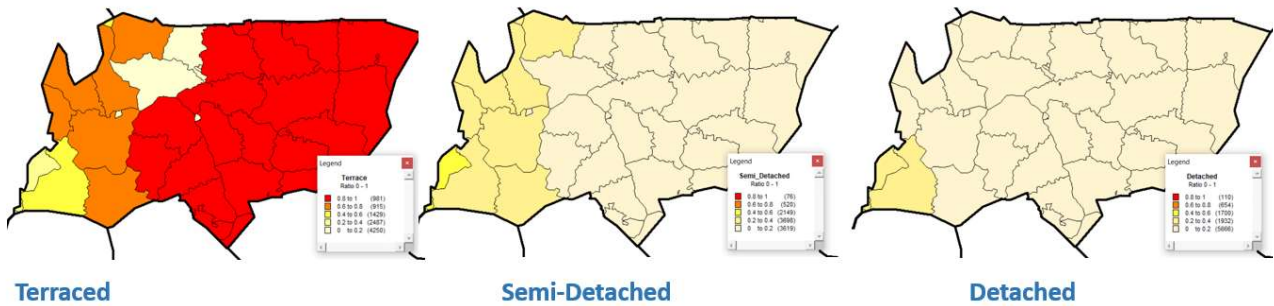 Legend
Terrace
Ratio 0 - 1
0.8 to 1 (981)
0.6 to 0.8 (915)
0.4 to 0.6 (1429)
0.2 to 0.4 (2487)
0 to 0.2 (4250)
Terraced
Legend
Semi_Detached
Ratio 0 - 1
0.8 to 1 (76)
0.6 to 0.8 (520)
0.4 to 0.6 (2149)
0.2 to 0.4 (3698)
0 to 0.2 (3619)
Semi-Detached
Legend
Detached
Ratio 0 - 1
0.8 to 1 (110)
0.6 to 0.8 (654)
0.4 to 0.6 (1700)
0.2 to 0.4 (1932)
0 to 0.2
Detached